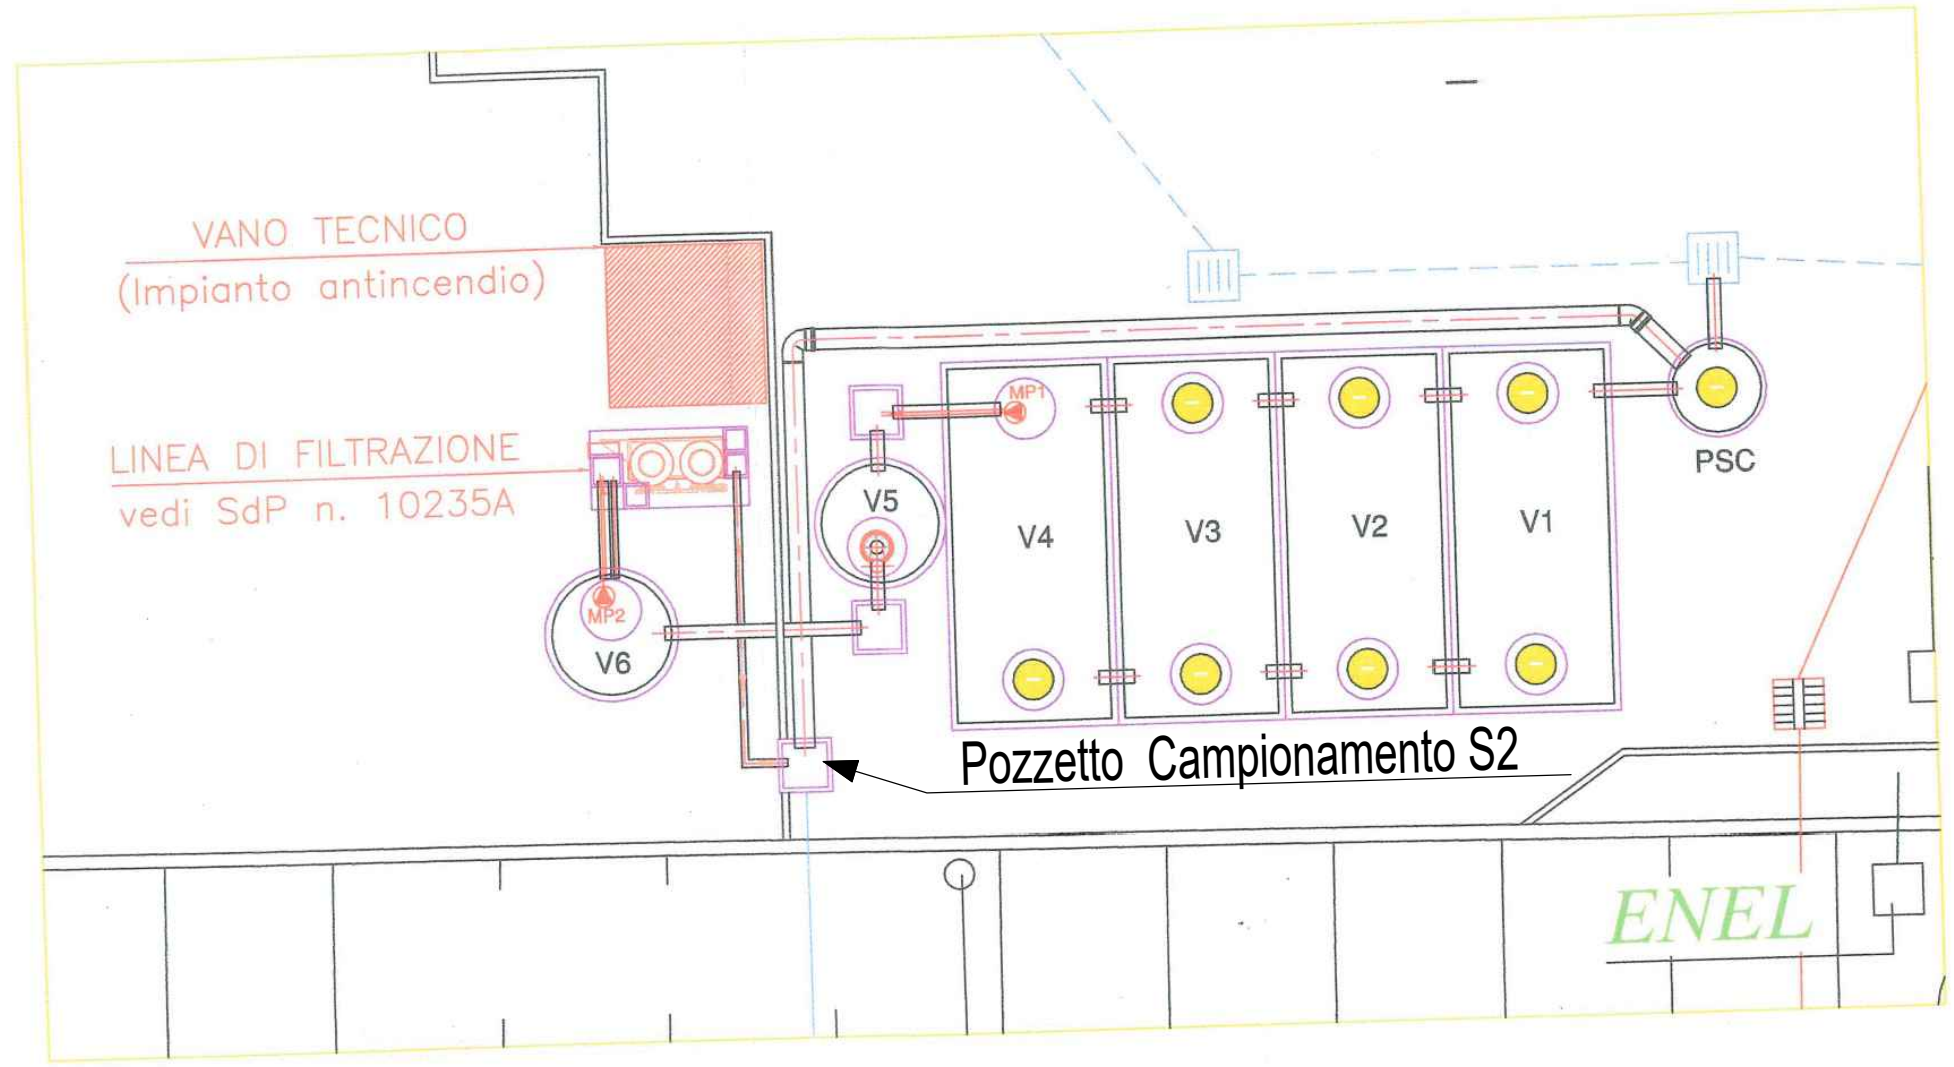 VANO TECNICO
(Impianto antincendio)
LINEA DI FILTRAZIONE
vedi SdP n. 10235A
MP1
PSC
V5
V4
V3
V2
V1
MP2
V6
Pozzetto Campionamento S2
ENEL